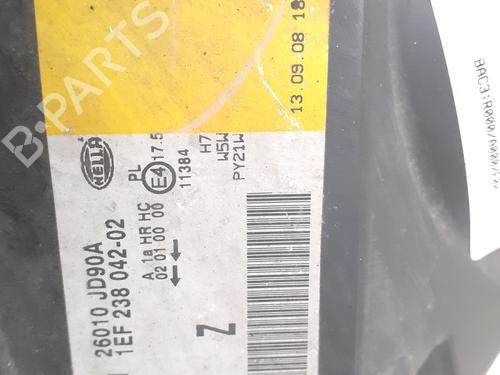 13.09.08 18
H7
W5W
PY21W
HELLA
PL
E4 17.5
11384
A 1a HR HC
02 01 00 00
26010 JD90A
1EF 238 042-02
Z
B-PARTS